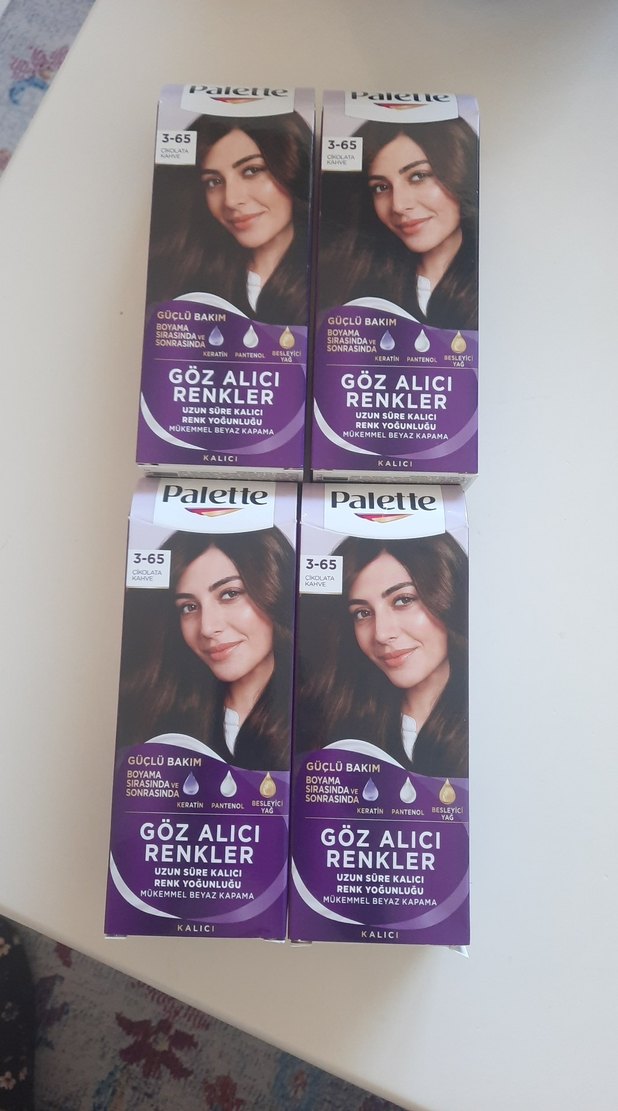 Palette
3-65
ÇİKOLATA
KAHVE
GÜÇLÜ BAKIM
BOYAMA
SIRASINDA VE
SONRASINDA
KERATİN PANTENOL BESLEYİCİ
YAĞ
GÖZ ALICI
RENKLER
UZUN SÜRE KALICI
RENK YOĞUNLUĞU
MÜKEMMEL BEYAZ KAPAMA
KALICI
Palette
3-65
ÇİKOLATA
KAHVE
GÜÇLÜ BAKIM
BOYAMA
SIRASINDA VE
SONRASINDA
KERATİN PANTENOL BESLEYİCİ
YAĞ
GÖZ ALICI
RENKLER
UZUN SÜRE KALICI
RENK YOĞUNLUĞU
MÜKEMMEL BEYAZ KAPAMA
KALICI
Palette
3-65
ÇİKOLATA
KAHVE
GÜÇLÜ BAKIM
BOYAMA
SIRASINDA VE
SONRASINDA
KERATİN PANTENOL BESLEYİCİ
YAĞ
GÖZ ALICI
RENKLER
UZUN SÜRE KALICI
RENK YOĞUNLUĞU
MÜKEMMEL BEYAZ KAPAMA
KALICI
Palette
3-65
ÇİKOLATA
KAHVE
GÜÇLÜ BAKIM
BOYAMA
SIRASINDA VE
SONRASINDA
KERATİN PANTENOL BESLEYİCİ
YAĞ
GÖZ ALICI
RENKLER
UZUN SÜRE KALICI
RENK YOĞUNLUĞU
MÜKEMMEL BEYAZ KAPAMA
KALICI